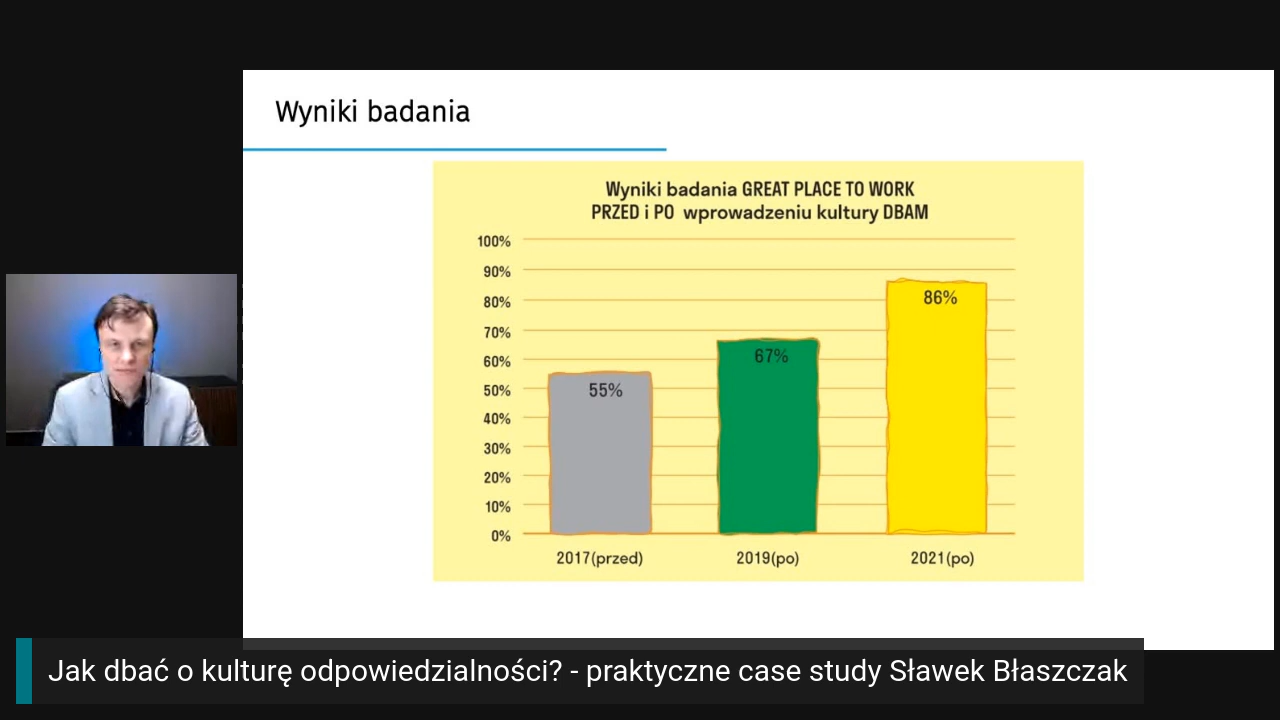 Wyniki badania
Wyniki badania GREAT PLACE TO WORK
PRZED i PO wprowadzeniu kultury DBAM
100%
90%
80%
70%
60%
50%
40%
30%
20%
10%
0%
55%
67%
86%
2017(przed)
2019(po)
2021(po)
Jak dbać o kulturę odpowiedzialności? - praktyczne case study Sławek Błaszczak